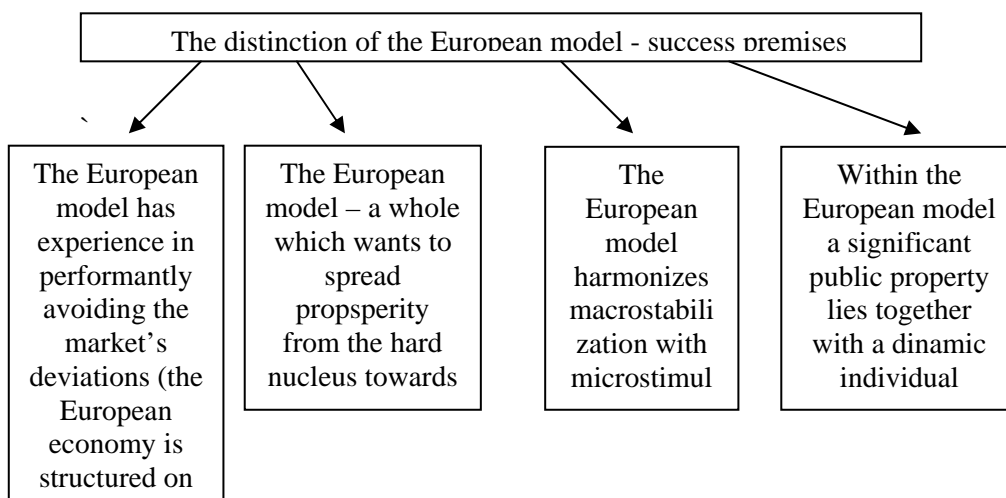 The distinction of the European model - success premises
`
The European
model has
experience in
performantly
avoiding the
market’s
deviations (the
European
economy is
structured on
The European
model – a whole
which wants to
spread
propsperity
from the hard
nucleus towards
The
European
model
harmonizes
macrostabili
zation with
microstimul
Within the
European model
a significant
public property
lies together
with a dinamic
individual